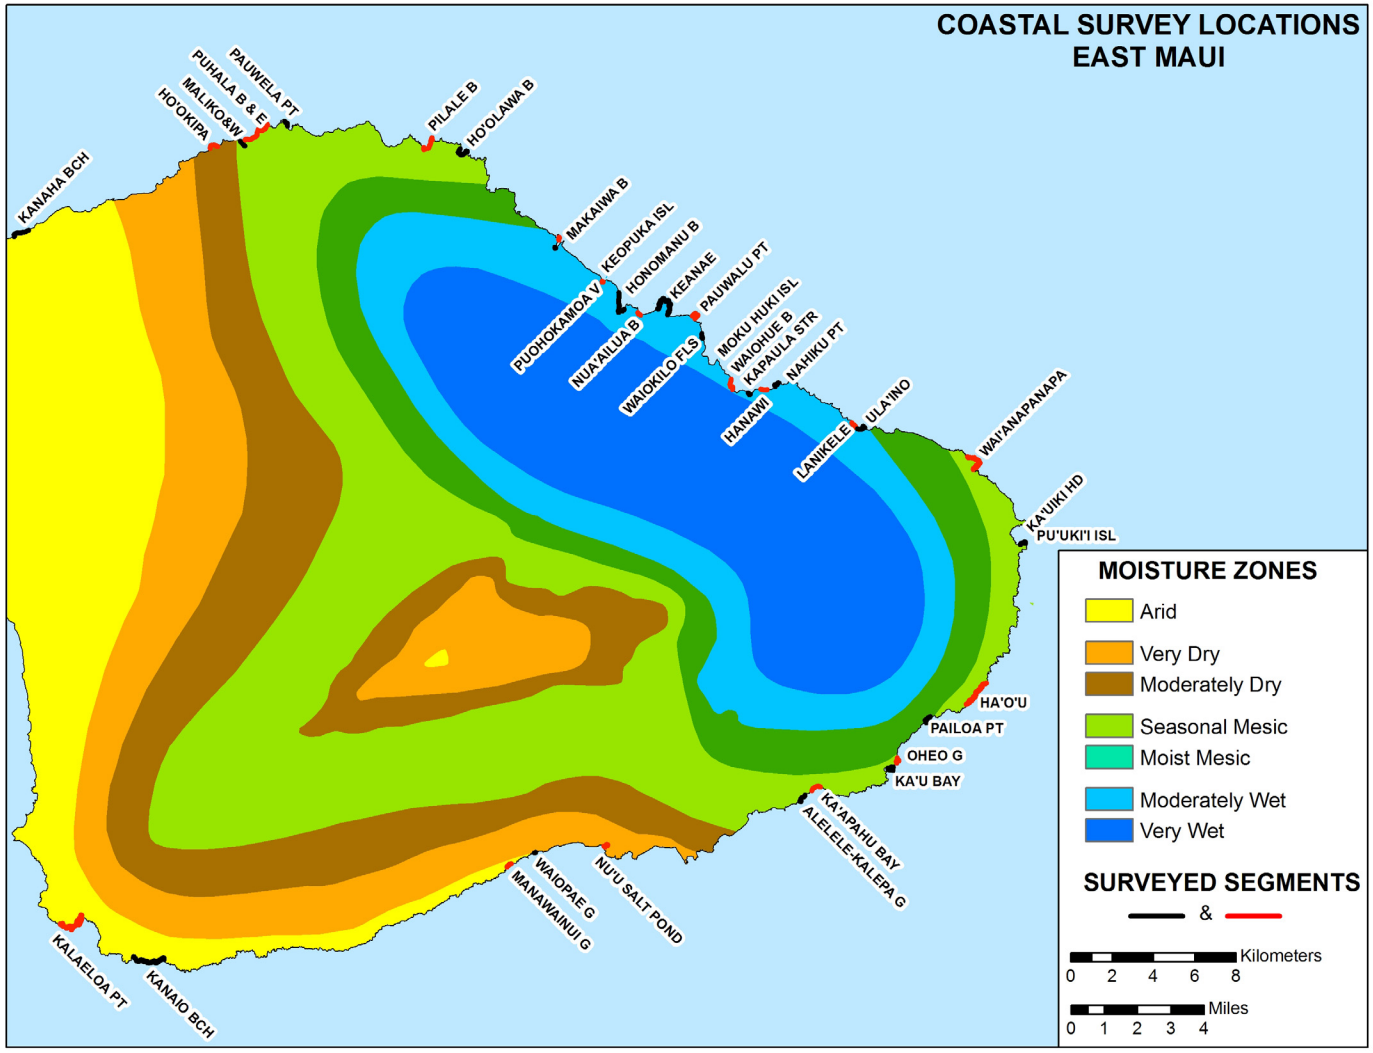 COASTAL SURVEY LOCATIONS
EAST MAUI
KANAHA BCH
HO'OKIPA
MALIKO&W
PUHALA B & E
PAUWELA PT
PILALE B
HO'OLAWA B
MAKAIWA B
KEOPUKA ISL
HONOMANU B
KEANAE
PAUWALU PT
PUOHOKAMOA V
NUA'AILUA B
WAIOKILO FLS
MOKU HUKI ISL
WAIOHUE B
KAPAULA STR
NAHIKU PT
HANAWI
LANIKELE
ULA'INO
WAI'ANAPANAPA
KA'UIKI HD
PU'UKI'I ISL
HA'O'U
PAILOA PT
OHEO G
KA'U BAY
KA'APAHU BAY
ALELELE-KALEPA G
NU'U SALT POND
WAIOPAE G
MANAWAINUI G
KALAELOA PT
KANAIO BCH
MOISTURE ZONES
Arid
Very Dry
Moderately Dry
Seasonal Mesic
Moist Mesic
Moderately Wet
Very Wet
SURVEYED SEGMENTS
&
Kilometers
0 2 4 6 8
Miles
0 1 2 3 4